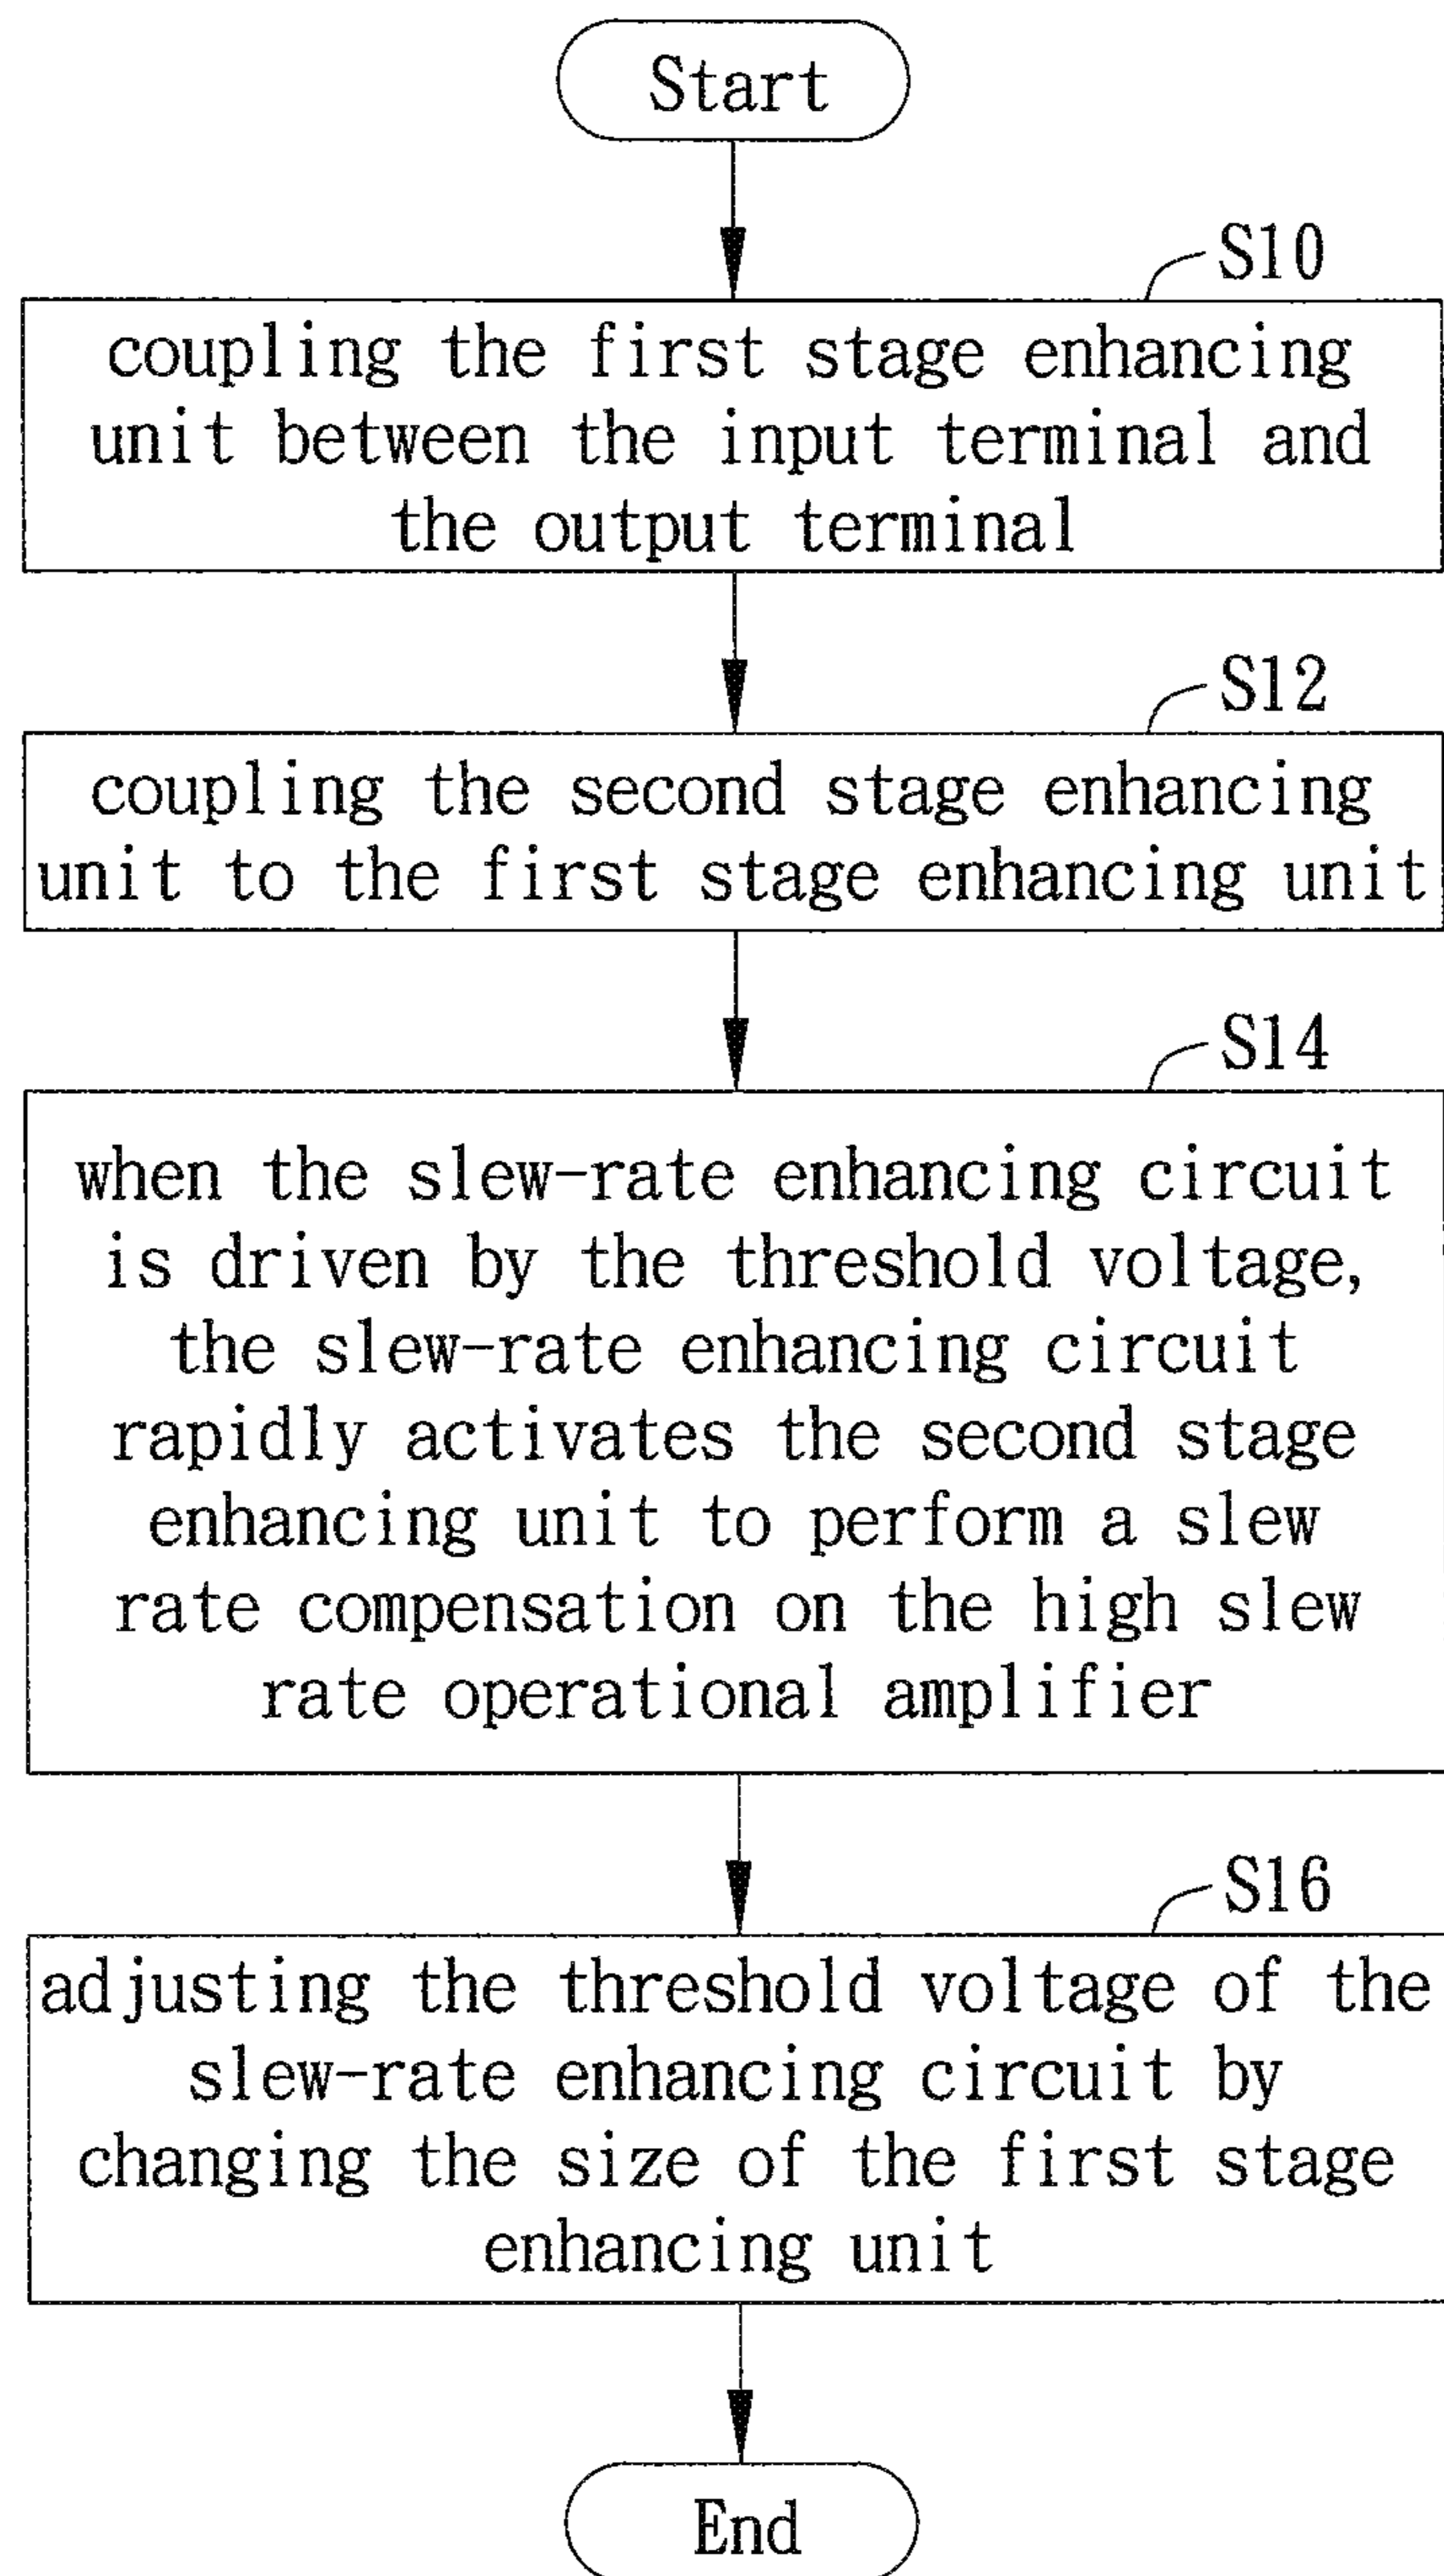 Start
S10
coupling the first stage enhancing
unit between the input terminal and
the output terminal
S12
coupling the second stage enhancing
unit to the first stage enhancing unit
S14
when the slew-rate enhancing circuit
is driven by the threshold voltage,
the slew-rate enhancing circuit
rapidly activates the second stage
enhancing unit to perform a slew
rate compensation on the high slew
rate operational amplifier
S16
adjusting the threshold voltage of the
slew-rate enhancing circuit by
changing the size of the first stage
enhancing unit
End